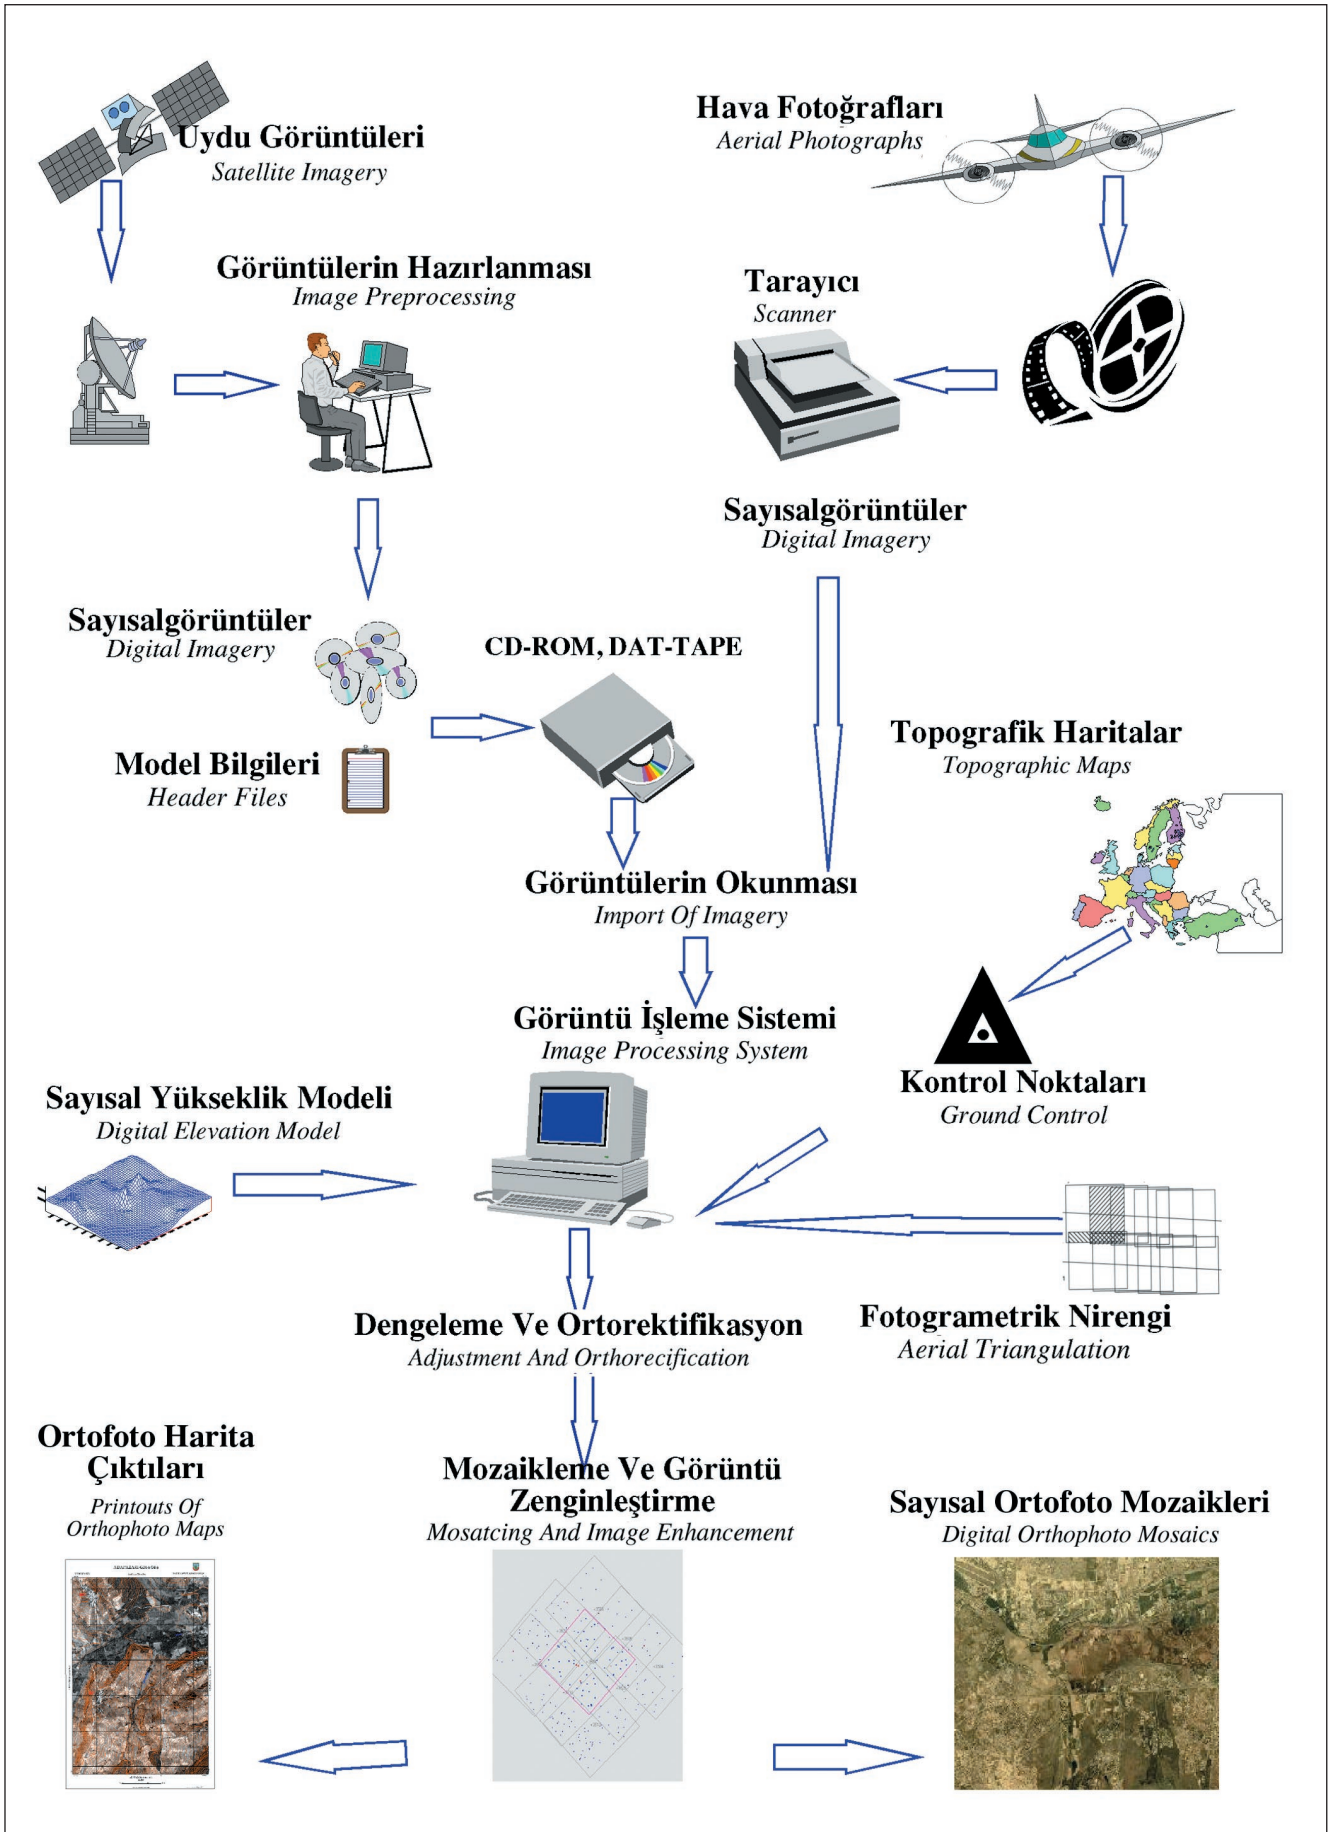 Uydu Görüntüleri
Satellite Imagery
Hava Fotoğrafları
Aerial Photographs
Görüntülerin Hazırlanması
Image Preprocessing
Tarayıcı
Scanner
Sayısalgörüntüler
Digital Imagery
Sayısalgörüntüler
Digital Imagery
CD-ROM, DAT-TAPE
Model Bilgileri
Header Files
Topografik Haritalar
Topographic Maps
Görüntülerin Okunması
Import Of Imagery
Görüntü İşleme Sistemi
Image Processing System
Kontrol Noktaları
Ground Control
Sayısal Yükseklik Modeli
Digital Elevation Model
Dengeleme Ve Ortorektifikasyon
Adjustment And Orthorecification
Fotogrametrik Nirengi
Aerial Triangulation
Ortofoto Harita
Çıktıları
Printouts Of
Orthophoto Maps
Mozaikleme Ve Görüntü
Zenginleştirme
Mosatcing And Image Enhancement
Sayısal Ortofoto Mozaikleri
Digital Orthophoto Mosaics